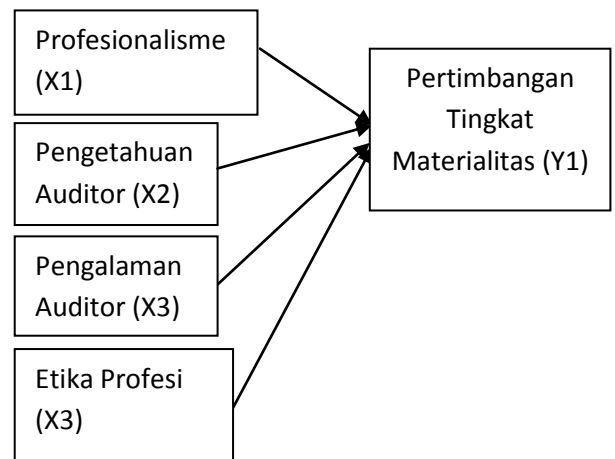 Profesionalisme
(X1)
Pengetahuan
Auditor (X2)
Pengalaman
Auditor (X3)
Etika Profesi
(X3)
Pertimbangan
Tingkat
Materialitas (Y1)